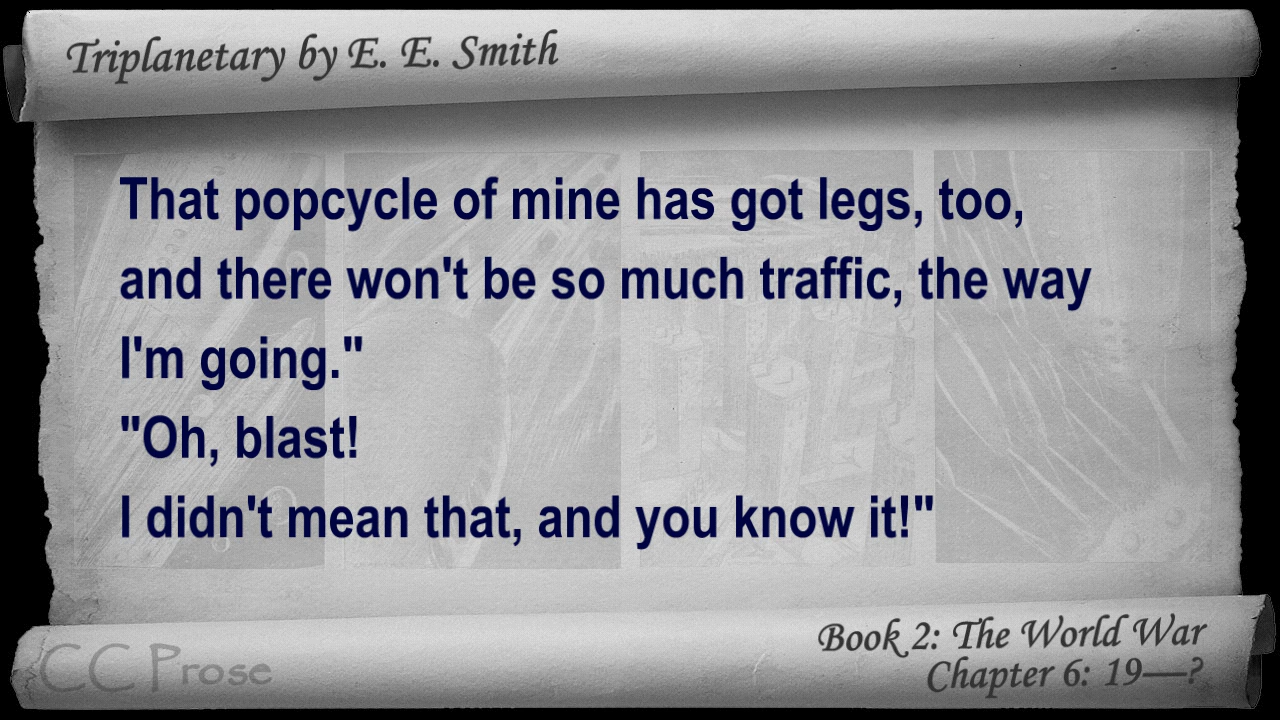 Triplanetary by E. E. Smith
That popcycle of mine has got legs, too,
and there won't be so much traffic, the way
I'm going."
"Oh, blast!
I didn't mean that, and you know it!"
Book 2: The World War
Chapter 6: 19—?
CC Prose